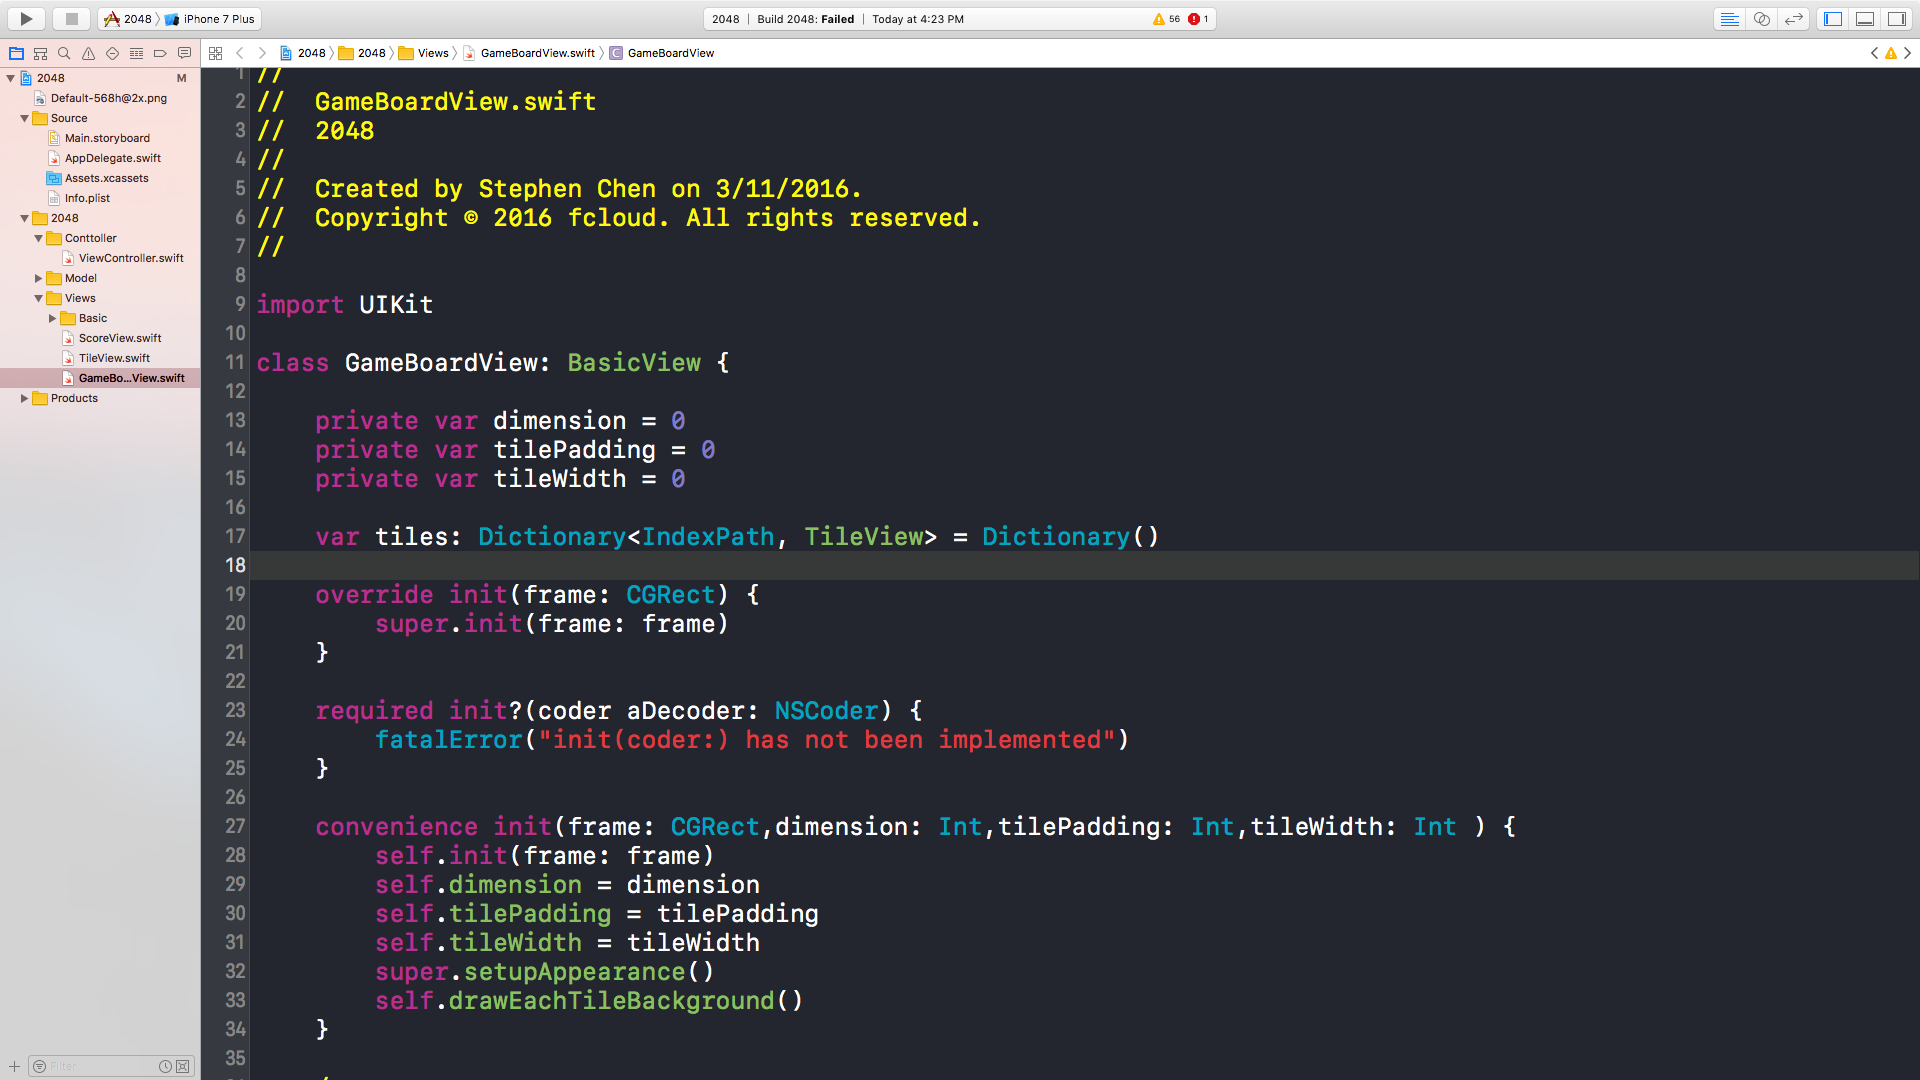 2048 〉 iPhone 7 Plus
2048 | Build 2048: Failed | Today at 4:23 PM
56
1
2048 〉 2048 〉 Views 〉 GameBoardView.swift 〉 C GameBoardView
2048 M
Default-568h@2x.png
Source
Main.storyboard
AppDelegate.swift
Assets.xcassets
Info.plist
2048
Conttoller
ViewController.swift
Model
Views
Basic
ScoreView.swift
TileView.swift
GameBo...View.swift
Products
Filter
1 //
2 //  GameBoardView.swift
3 //  2048
4 //
5 //  Created by Stephen Chen on 3/11/2016.
6 //  Copyright © 2016 fcloud. All rights reserved.
7 //
8
9 import UIKit
10
11 class GameBoardView: BasicView {
12
13     private var dimension = 0
14     private var tilePadding = 0
15     private var tileWidth = 0
16
17     var tiles: Dictionary<IndexPath, TileView> = Dictionary()
18
19     override init(frame: CGRect) {
20         super.init(frame: frame)
21     }
22
23     required init?(coder aDecoder: NSCoder) {
24         fatalError("init(coder:) has not been implemented")
25     }
26
27     convenience init(frame: CGRect,dimension: Int,tilePadding: Int,tileWidth: Int ) {
28         self.init(frame: frame)
29         self.dimension = dimension
30         self.tilePadding = tilePadding
31         self.tileWidth = tileWidth
32         super.setupAppearance()
33         self.drawEachTileBackground()
34     }
35